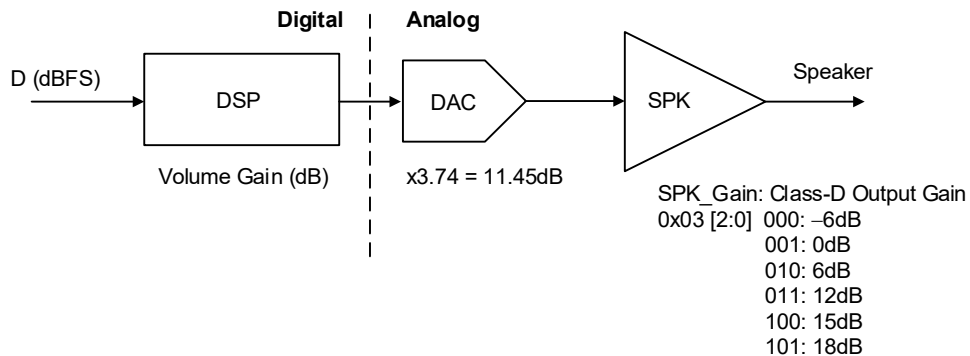 Digital Analog
D (dBFS)
DSP
DAC
SPK
Speaker
Volume Gain (dB)
x3.74 = 11.45dB
SPK_Gain: Class-D Output Gain
0x03 [2:0] 000: –6dB
001: 0dB
010: 6dB
011: 12dB
100: 15dB
101: 18dB